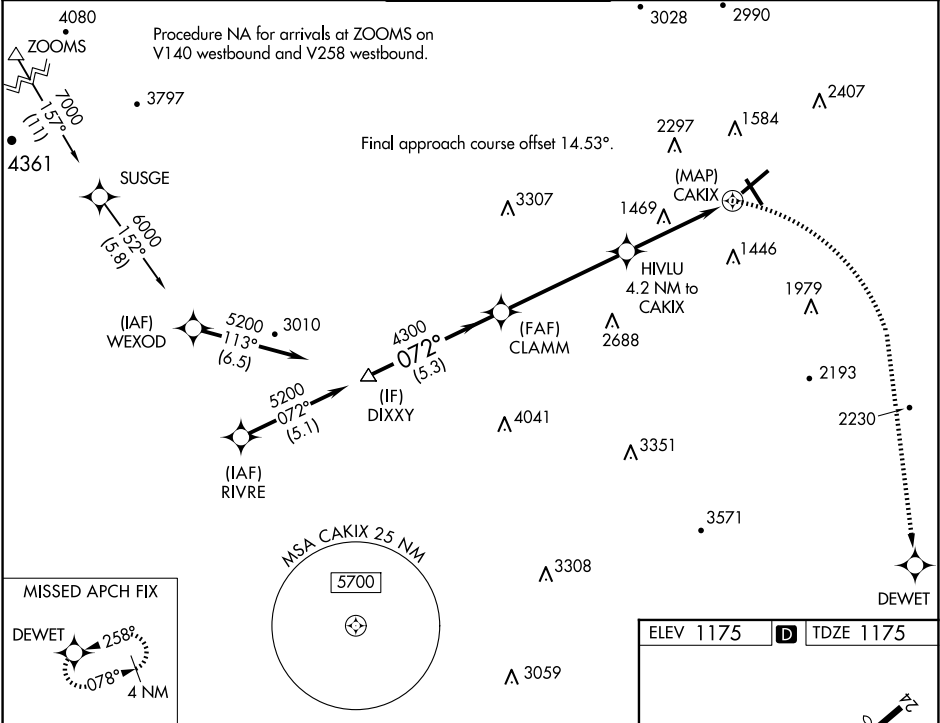 4080
3028
2990
ZOOMS
Procedure NA for arrivals at ZOOMS on
V140 westbound and V258 westbound.
7000
157°
(11)
3797
2407
4361
2297
1584
Final approach course offset 14.53°.
SUSGE
(MAP)
CAKIX
3307
1469
6000
152°
(5.8)
1446
HIVLU
4.2 NM to
CAKIX
1979
(IAF)
WEXOD
5200
113°
(6.5)
3010
4300
072°
(5.3)
(FAF)
CLAMM
2688
2193
5200
072°
(5.1)
(IF)
DIXXY
2230
4041
(IAF)
RIVRE
3351
3571
MSA CAKIX 25 NM
5700
3308
DEWET
MISSED APCH FIX
DEWET
258°
078°
4 NM
3059
ELEV 1175
D
TDZE 1175
24